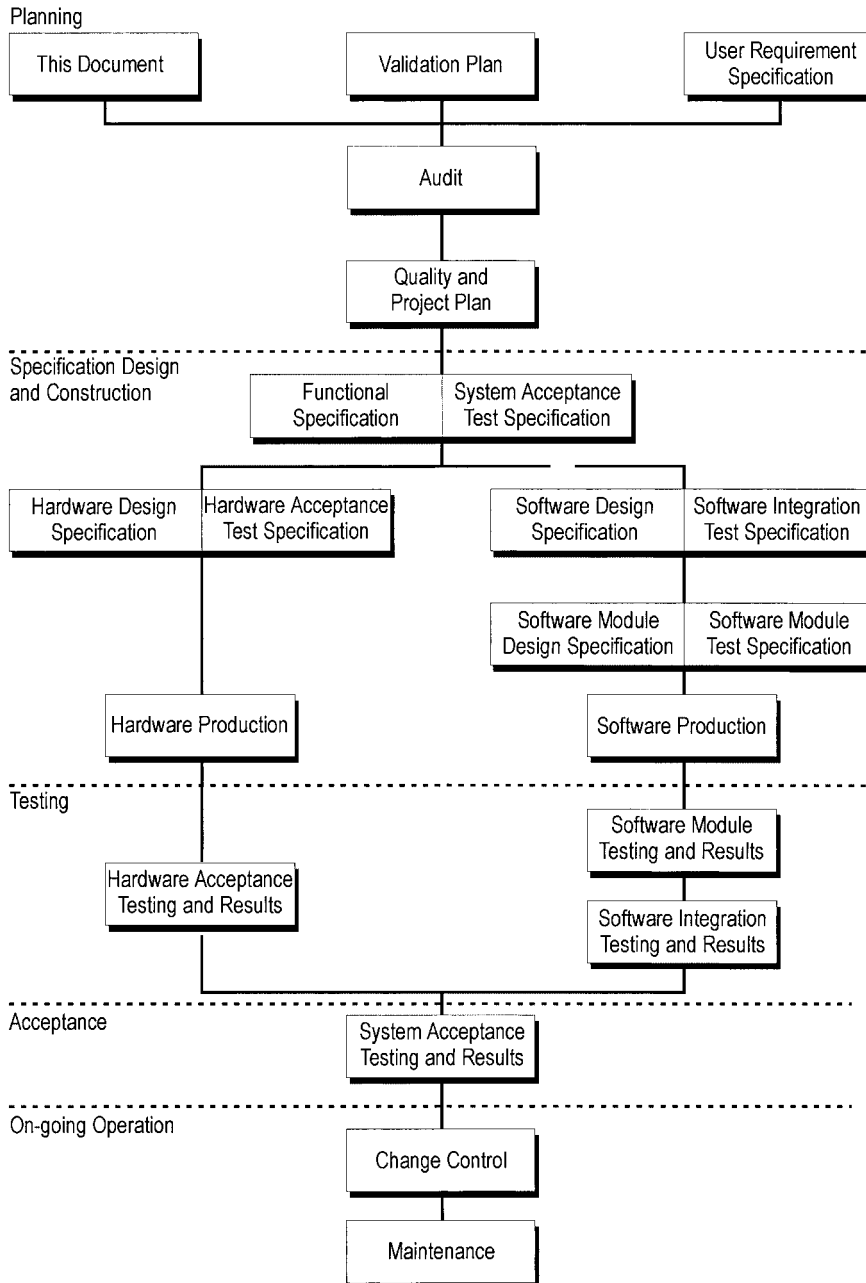 Planning
This Document
Validation Plan
User Requirement
Specification
Audit
Quality and
Project Plan
Specification Design
and Construction
Functional
Specification
System Acceptance
Test Specification
Hardware Design
Specification
Hardware Acceptance
Test Specification
Software Design
Specification
Software Integration
Test Specification
Software Module
Design Specification
Software Module
Test Specification
Hardware Production
Software Production
Testing
Software Module
Testing and Results
Hardware Acceptance
Testing and Results
Software Integration
Testing and Results
Acceptance
System Acceptance
Testing and Results
On-going Operation
Change Control
Maintenance